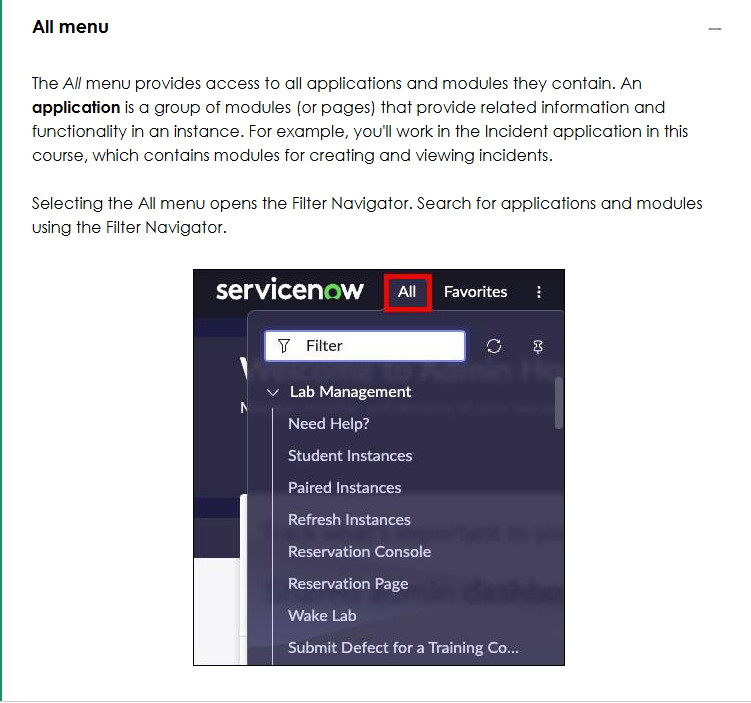 All menu
The All menu provides access to all applications and modules they contain. An
application is a group of modules (or pages) that provide related information and
functionality in an instance. For example, you'll work in the Incident application in this
course, which contains modules for creating and viewing incidents.
Selecting the All menu opens the Filter Navigator. Search for applications and modules
using the Filter Navigator.
servicenow All Favorites
Filter
Lab Management
Need Help?
Student Instances
Paired Instances
Refresh Instances
Reservation Console
Reservation Page
Wake Lab
Submit Defect for a Training Co...